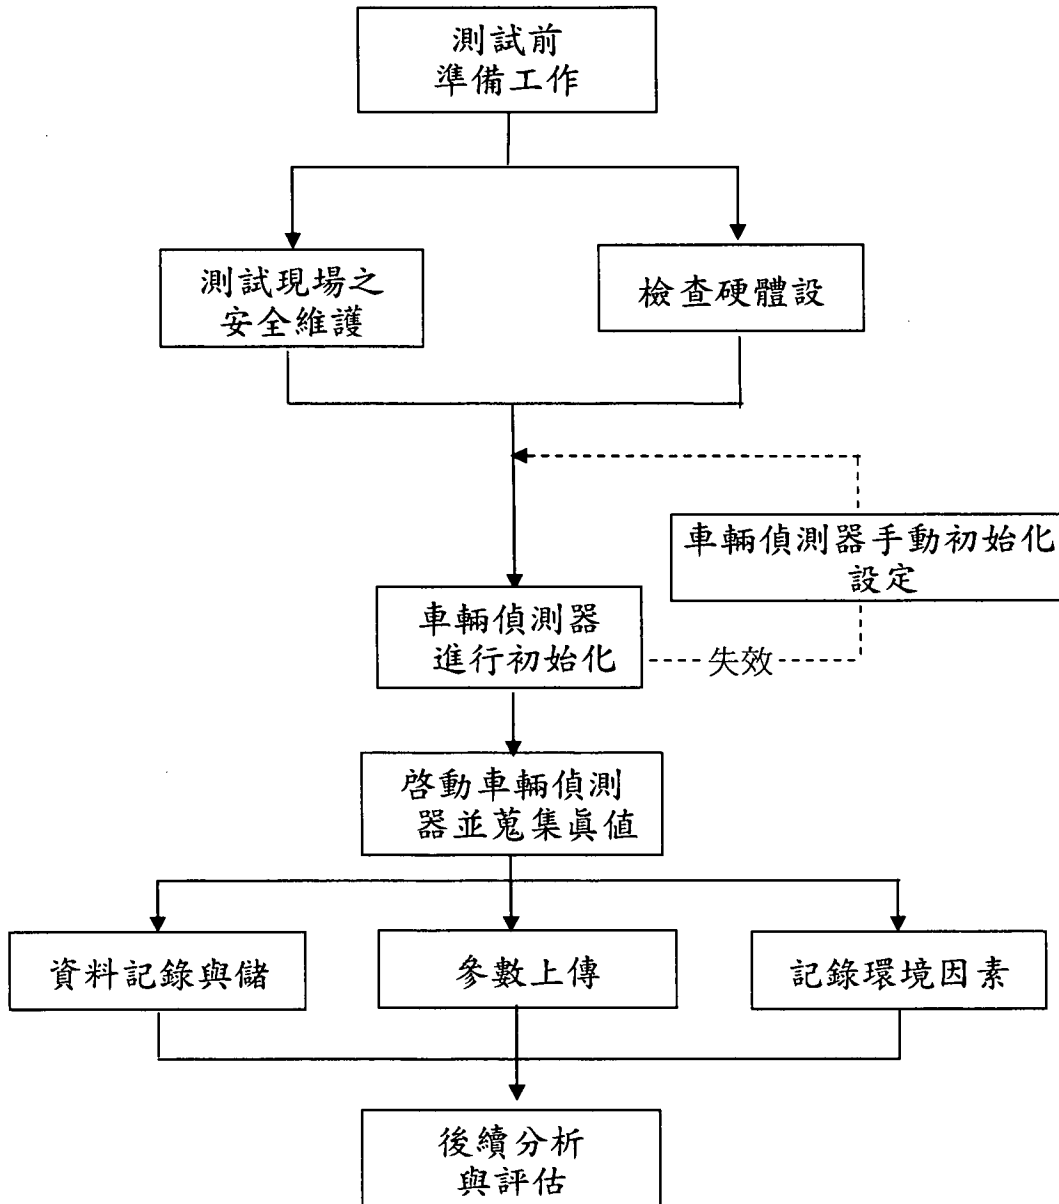 測試前
準備工作
測試現場之
安全維護
檢查硬體設
車輛偵測器手動初始化
設定
車輛偵測器
進行初始化
失效
啓動車輛偵測
器並蒐集眞值
資料記錄與儲
參數上傳
記錄環境因素
後續分析
與評估